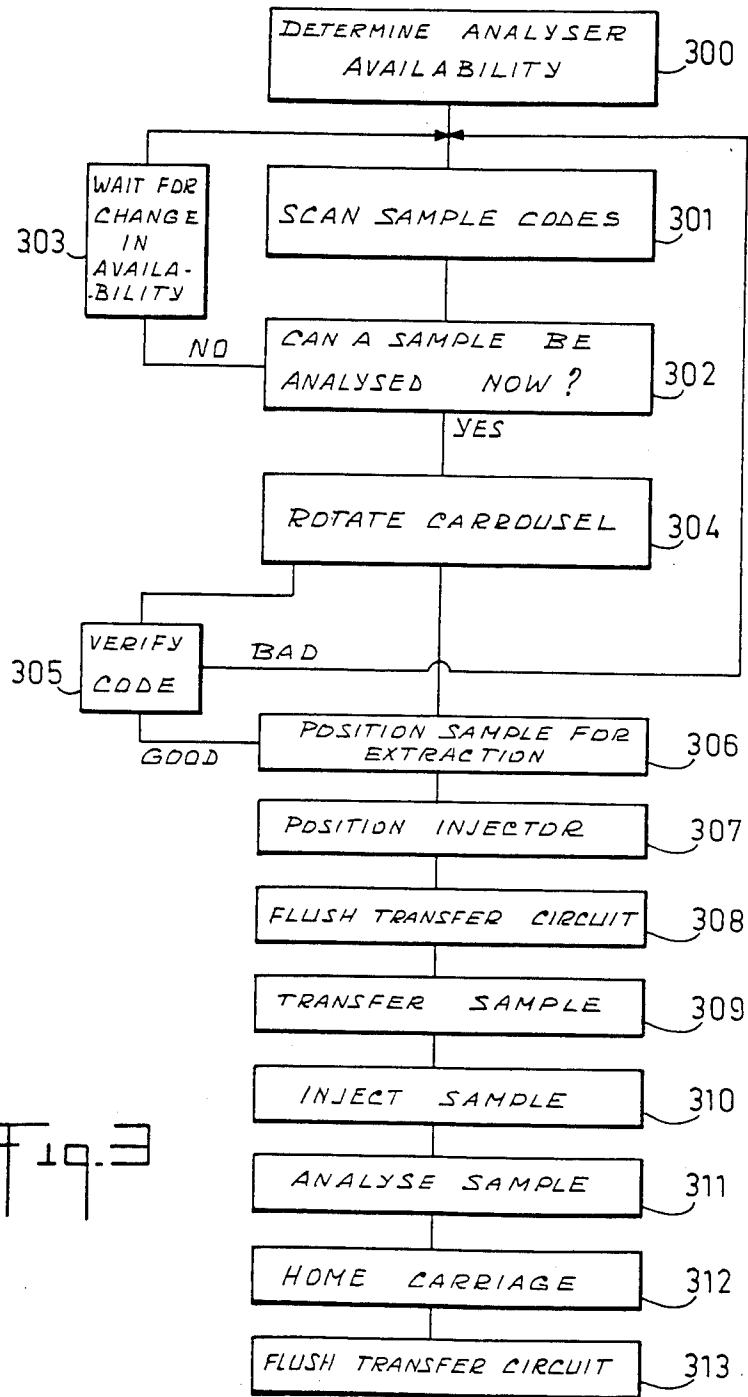 DETERMINE ANALYSER
AVAILABILITY
300
WAIT FOR
CHANGE
IN
AVAILA-
-BILITY
303
SCAN SAMPLE CODES
301
CAN A SAMPLE BE
ANALYSED NOW?
302
NO
YES
ROTATE CARROUSEL
304
VERIFY
CODE
305
BAD
GOOD
POSITION SAMPLE FOR
EXTRACTION
306
POSITION INJECTOR
307
FLUSH TRANSFER CIRCUIT
308
TRANSFER SAMPLE
309
INJECT SAMPLE
310
ANALYSE SAMPLE
311
HOME CARRIAGE
312
FLUSH TRANSFER CIRCUIT
313
Fig. 3